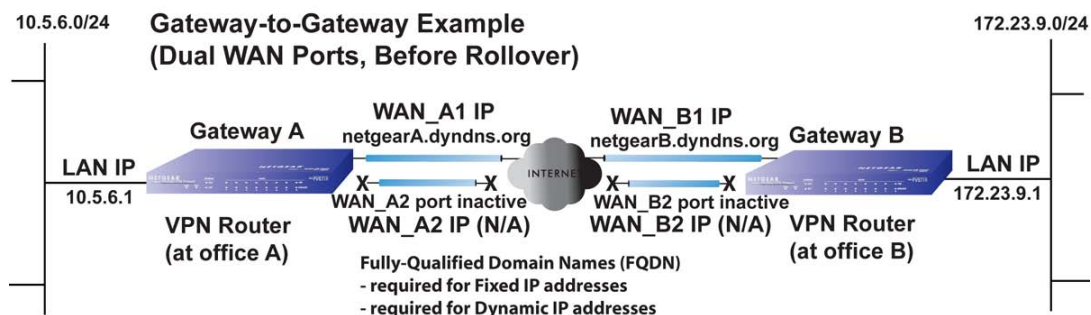 10.5.6.0/24
Gateway-to-Gateway Example
(Dual WAN Ports, Before Rollover)
172.23.9.0/24
WAN_A1 IP
netgearA.dyndns.org
WAN_B1 IP
netgearB.dyndns.org
Gateway A
Gateway B
LAN IP
10.5.6.1
NETGEAR
INTERNE
NETGEAR
LAN IP
172.23.9.1
X X
X X
WAN_A2 port inactive
WAN_A2 IP (N/A)
WAN_B2 port inactive
WAN_B2 IP (N/A)
VPN Router
(at office A)
VPN Router
(at office B)
Fully-Qualified Domain Names (FQDN)
- required for Fixed IP addresses
- required for Dynamic IP addresses